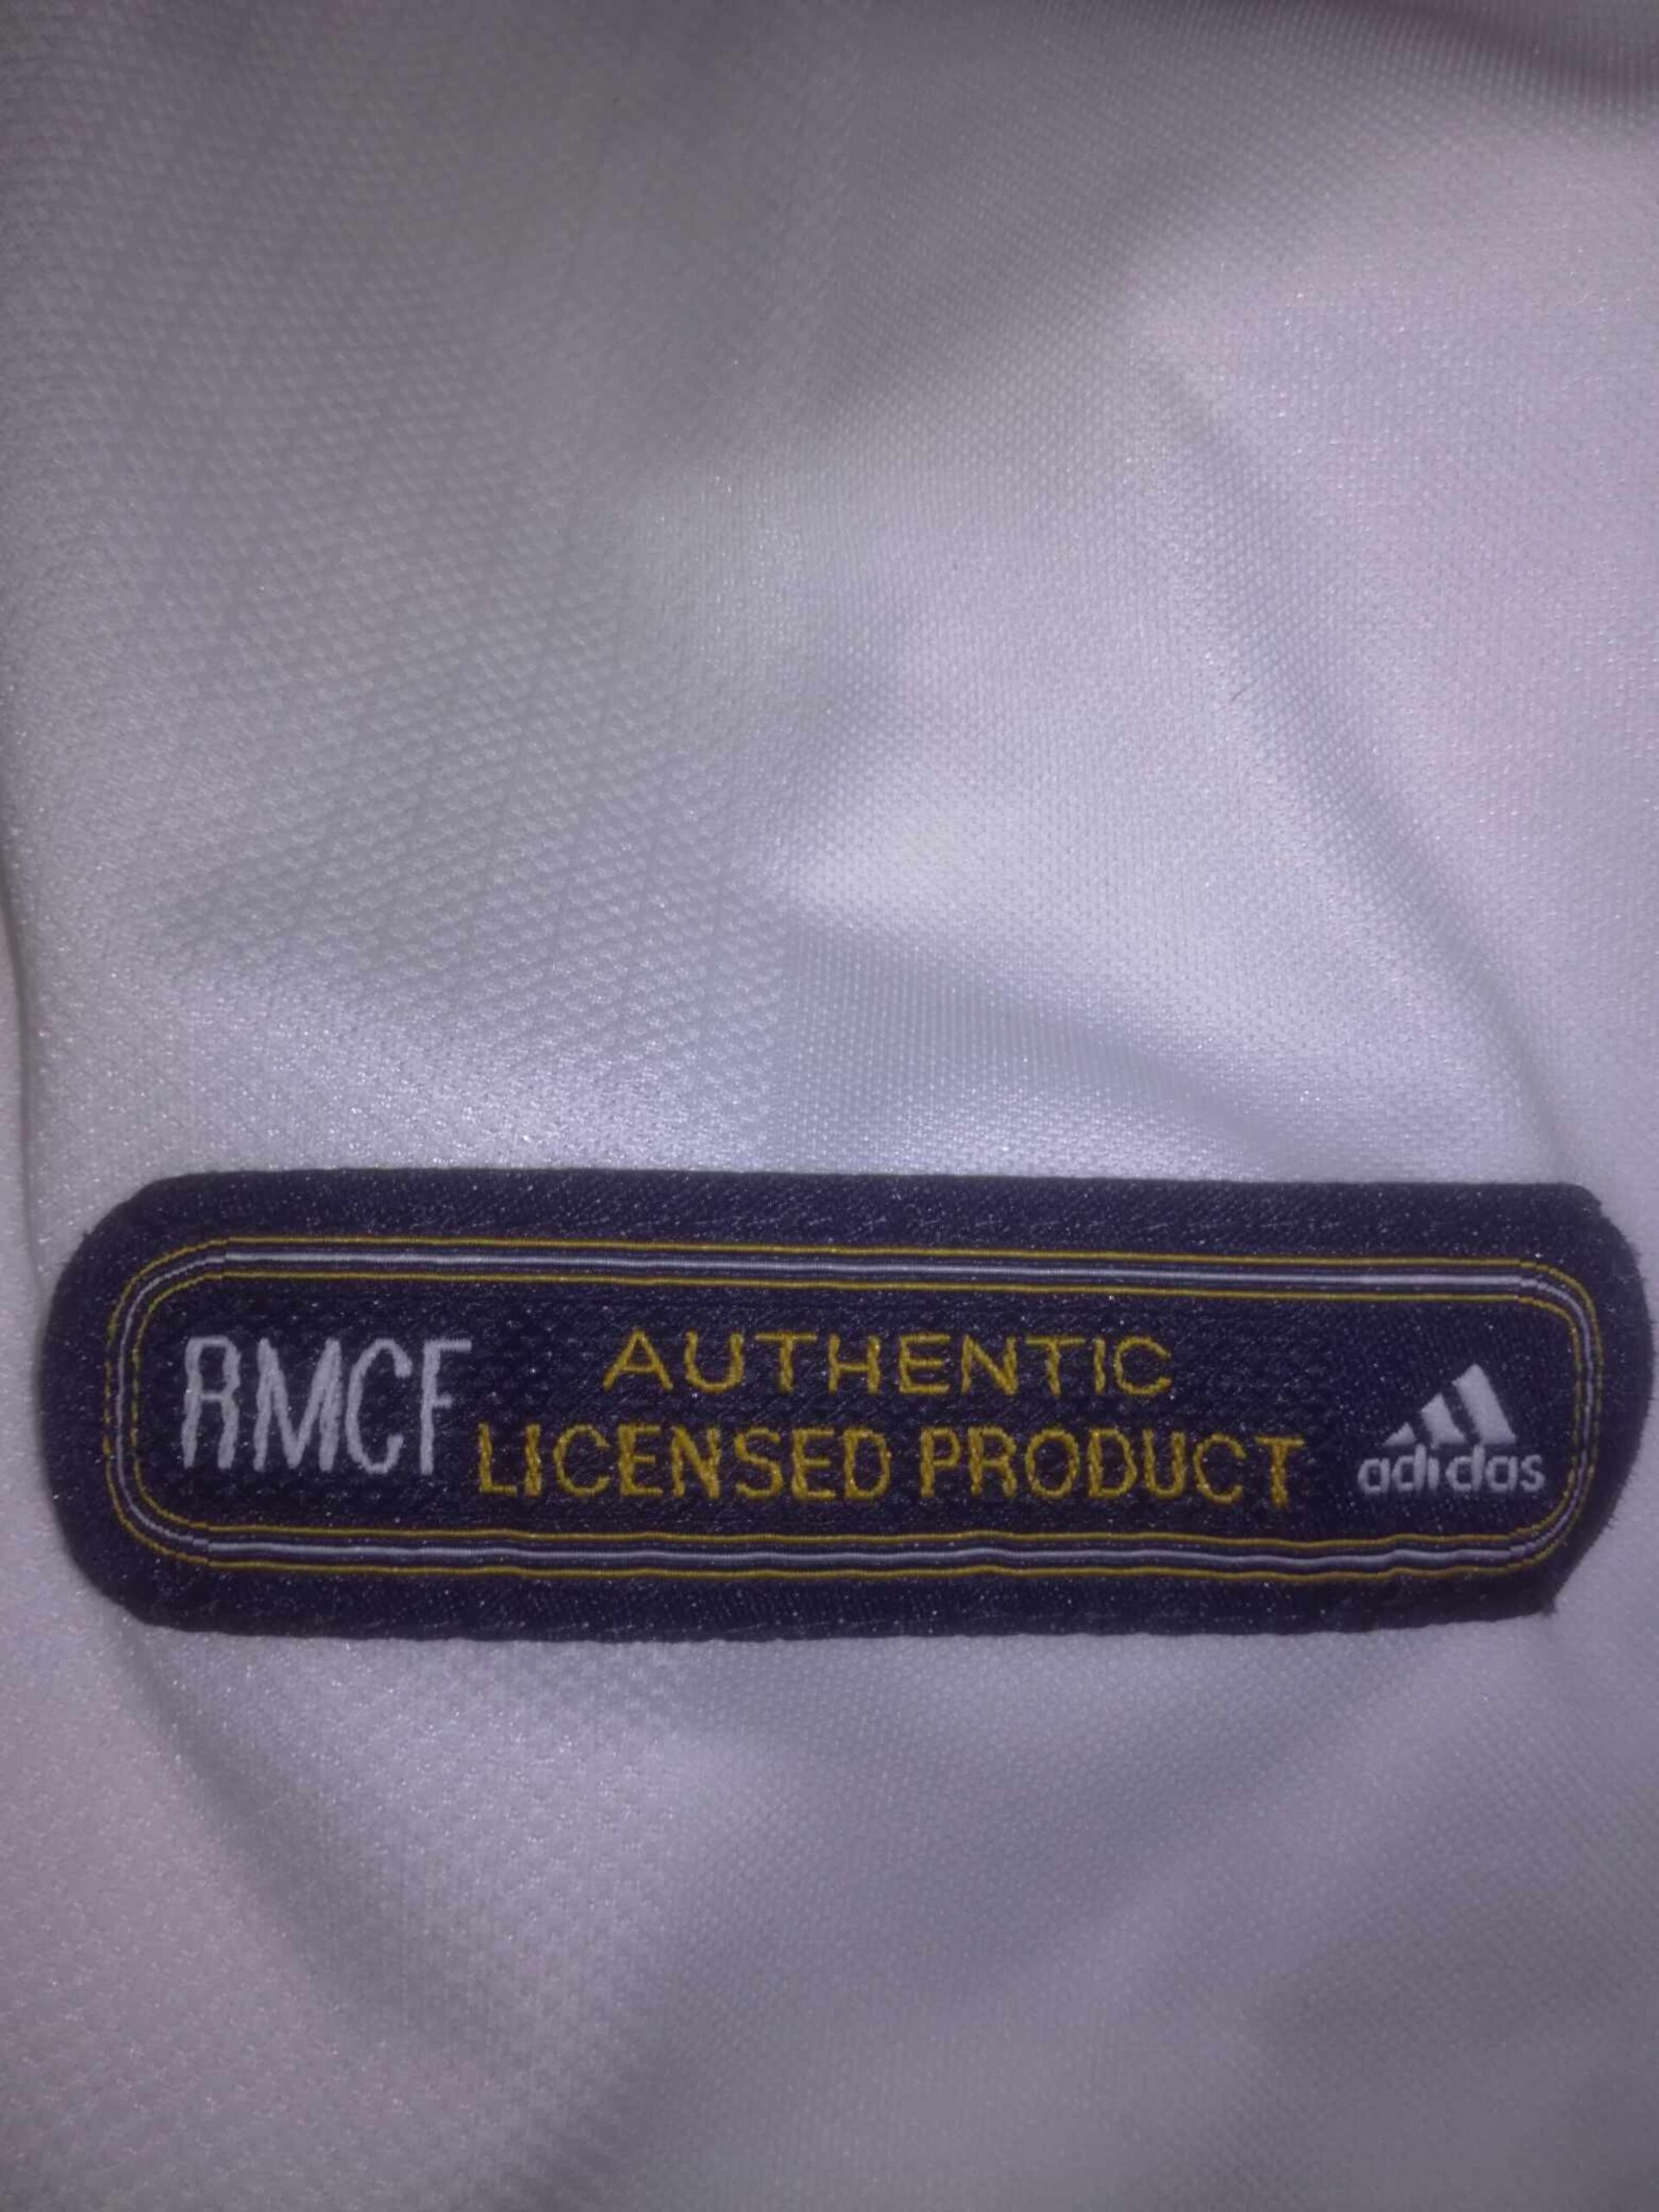 RMCF
AUTHENTIC
LICENSED PRODUCT
adidas